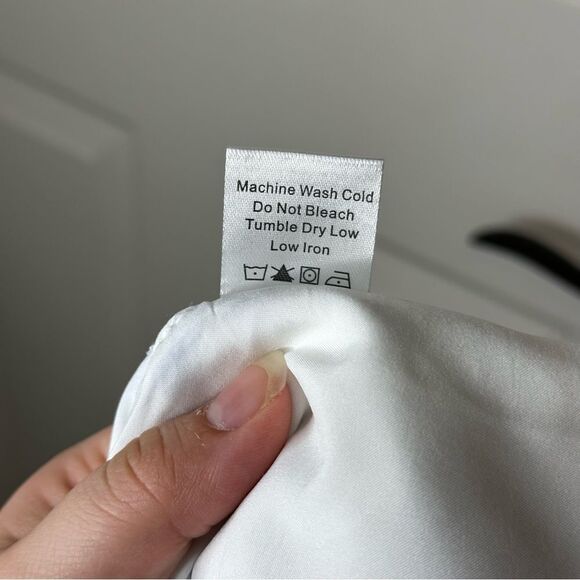 Machine Wash Cold
Do Not Bleach
Tumble Dry Low
Low Iron